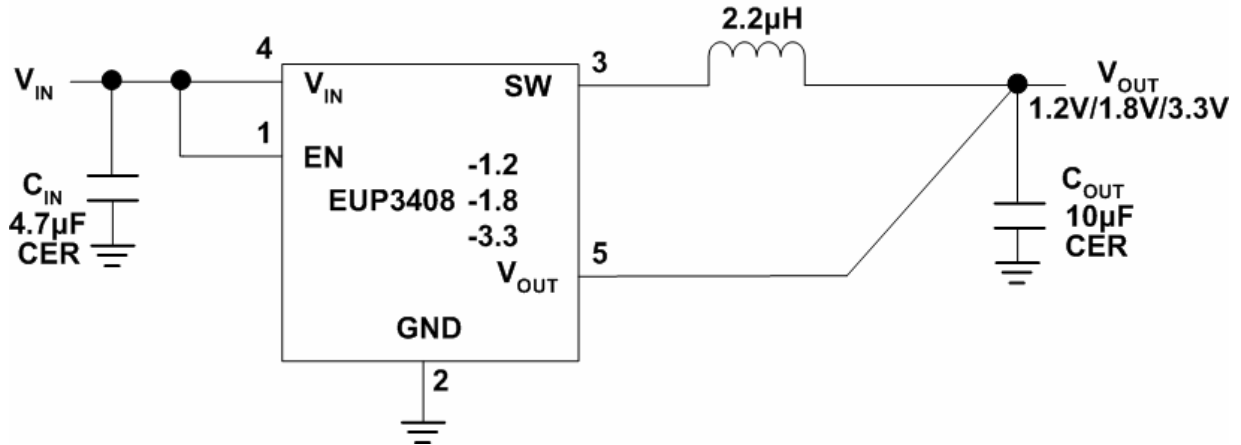 2.2µH
4
3
V_IN
V_IN
SW
V_OUT
1.2V/1.8V/3.3V
1
EN
-1.2
EUP3408 -1.8
-3.3
C_IN
4.7µF
CER
C_OUT
10µF
CER
5
V_OUT
GND
2